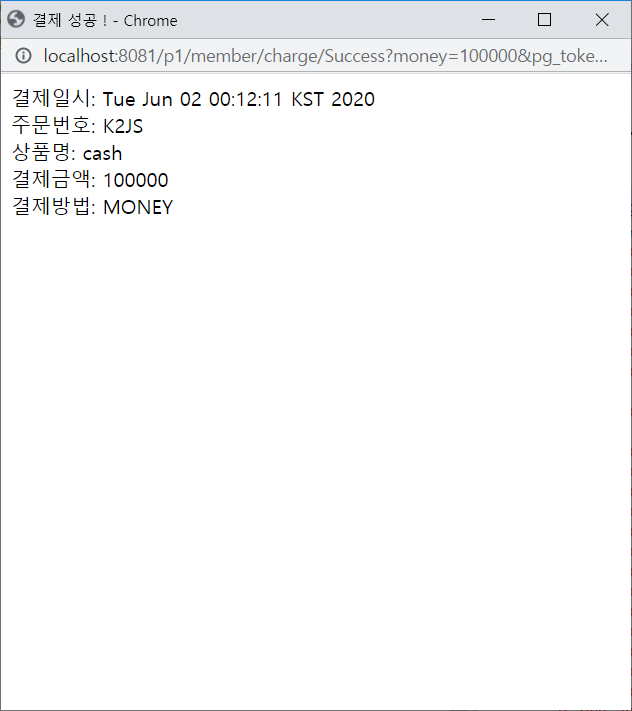 결제 성공 ! - Chrome
localhost:8081/p1/member/charge/Success?money=100000&pg_toke...
결제일시: Tue Jun 02 00:12:11 KST 2020
주문번호: K2JS
상품명: cash
결제금액: 100000
결제방법: MONEY